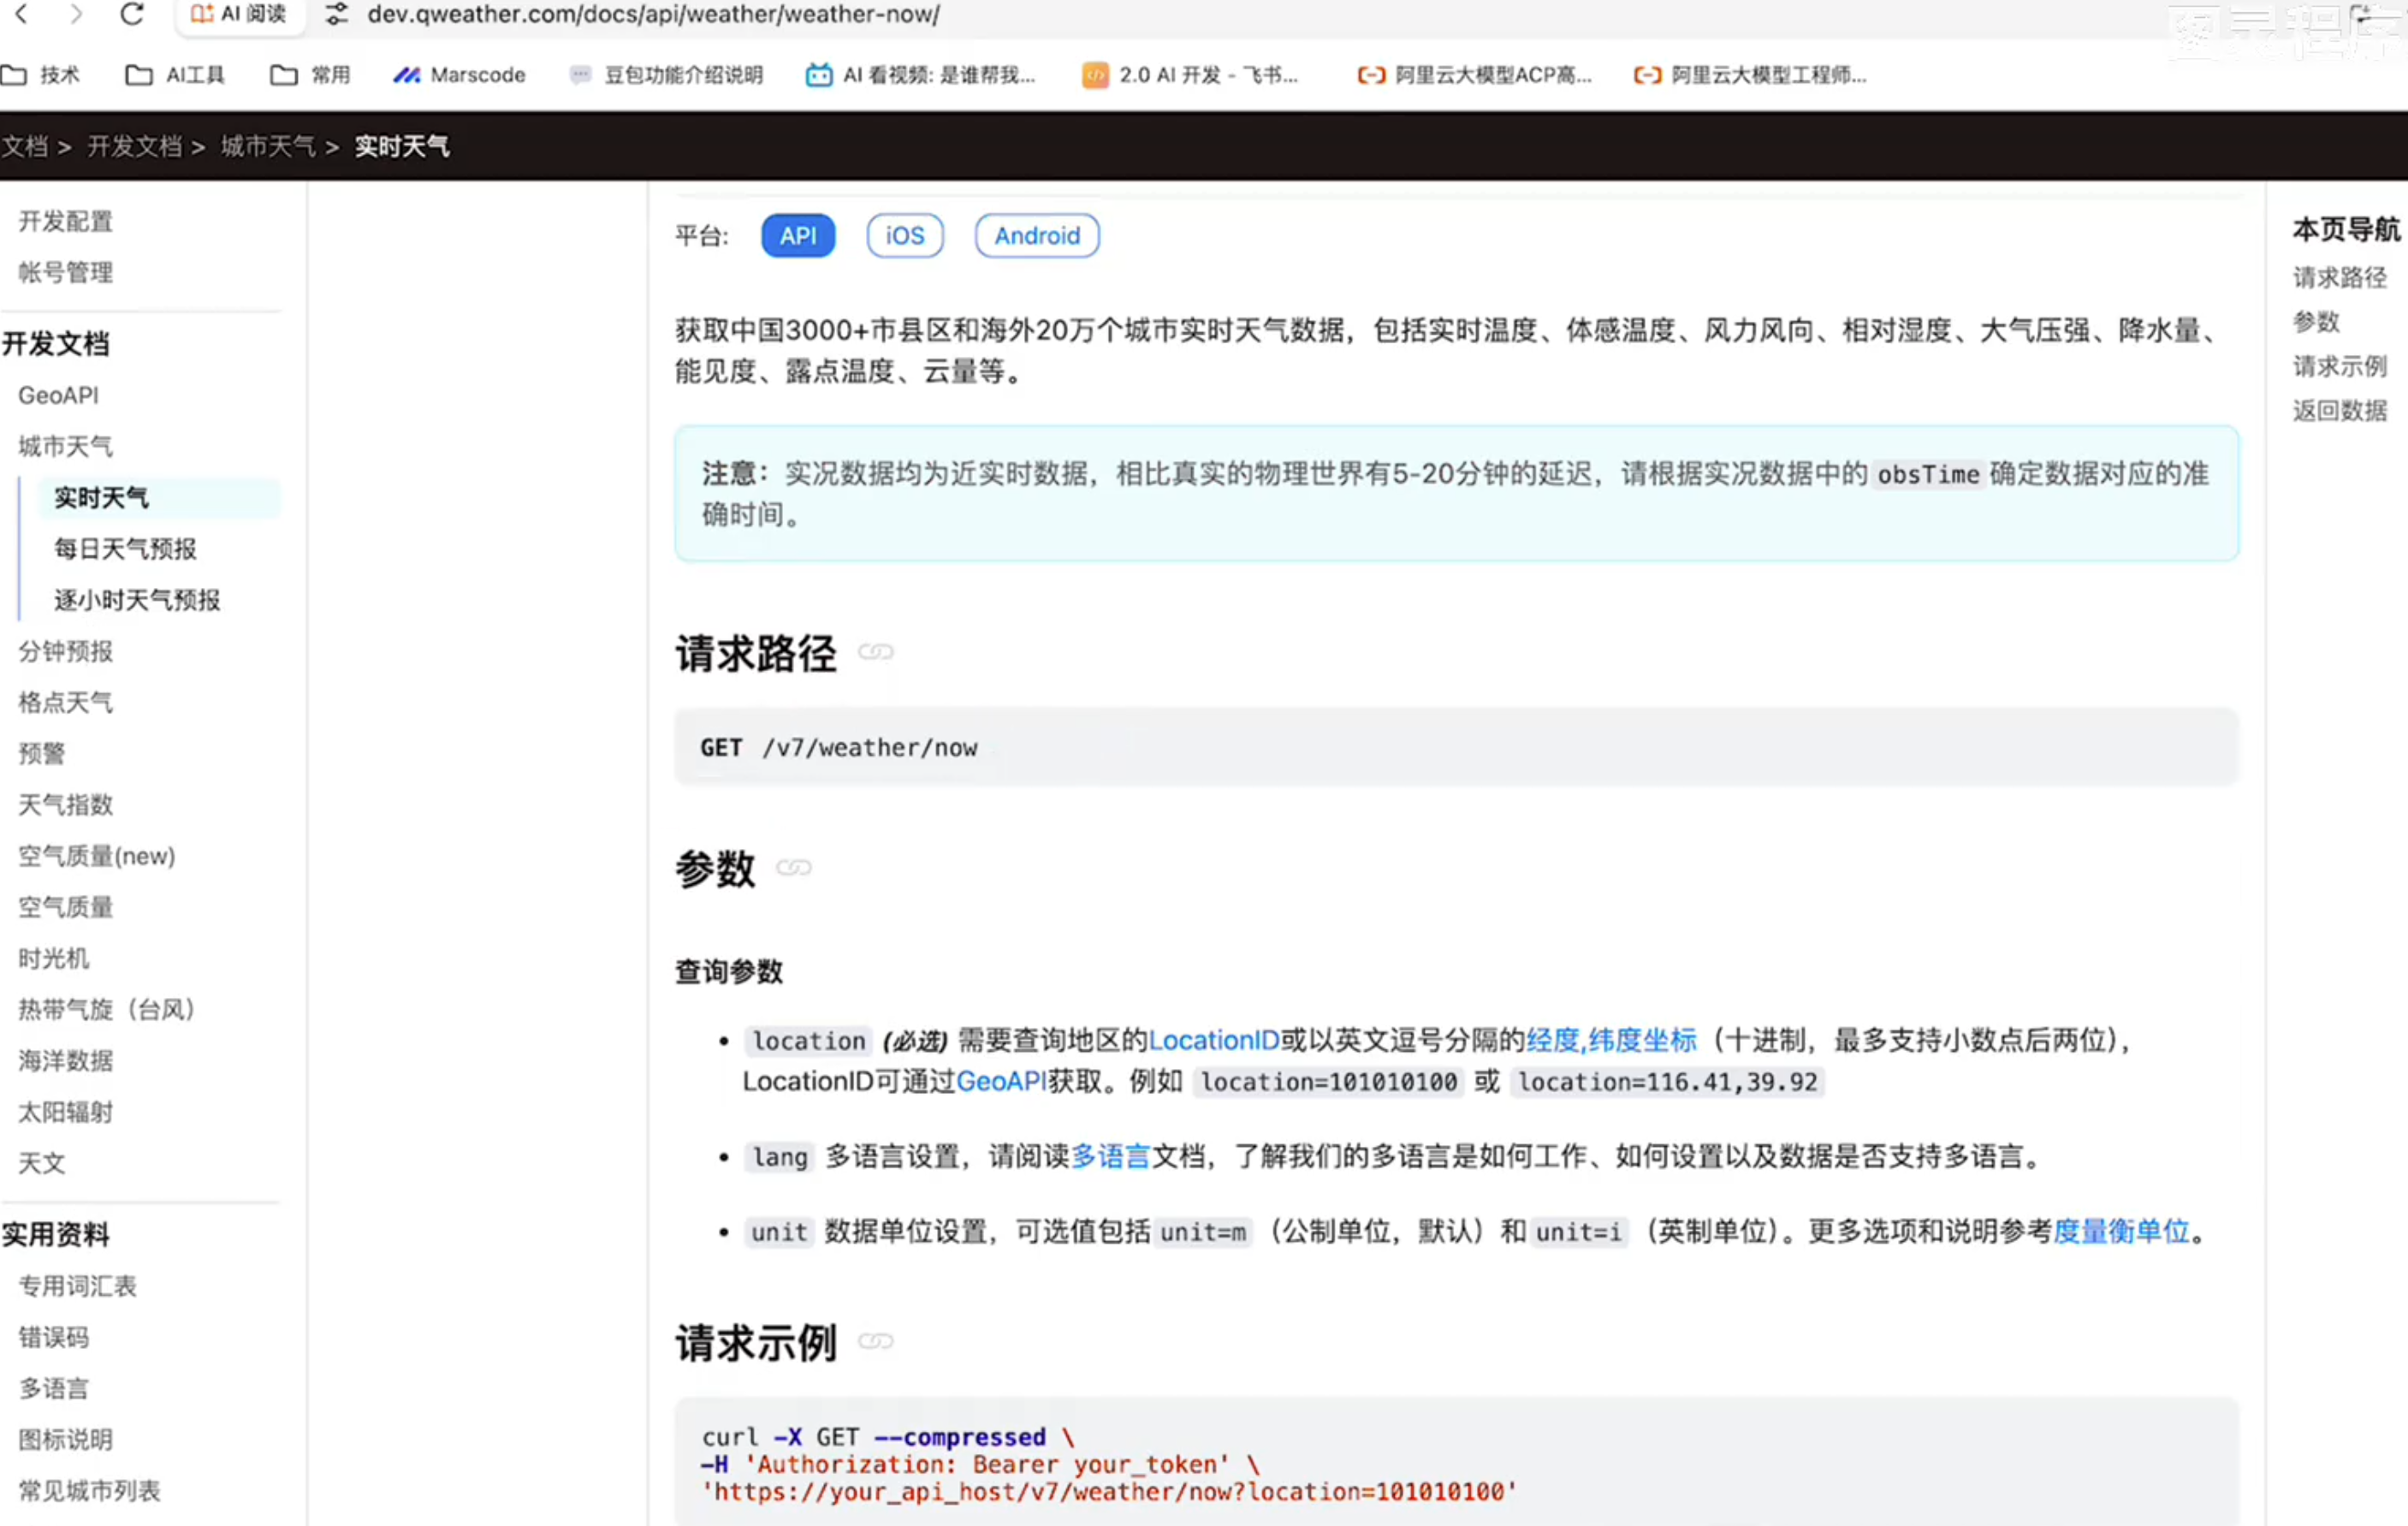 AI 阅读
dev.qweather.com/docs/api/weather/weather-now/
图灵程序
技术
AI工具
常用
Marscode
豆包功能介绍说明
AI 看视频: 是谁帮我...
2.0 AI 开发 - 飞书...
阿里云大模型ACP高...
阿里云大模型工程师...
文档 > 开发文档 > 城市天气 > 实时天气
开发配置
帐号管理
开发文档
GeoAPI
城市天气
实时天气
每日天气预报
逐小时天气预报
分钟预报
格点天气
预警
天气指数
空气质量(new)
空气质量
时光机
热带气旋（台风）
海洋数据
太阳辐射
天文
实用资料
专用词汇表
错误码
多语言
图标说明
常见城市列表
平台: API iOS Android
获取中国3000+市县区和海外20万个城市实时天气数据，包括实时温度、体感温度、风力风向、相对湿度、大气压强、降水量、
能见度、露点温度、云量等。
注意：实况数据均为近实时数据，相比真实的物理世界有5-20分钟的延迟，请根据实况数据中的 obsTime 确定数据对应的准
确时间。
请求路径
GET /v7/weather/now
参数
查询参数
• location (必选) 需要查询地区的LocationID或以英文逗号分隔的经度,纬度坐标（十进制，最多支持小数点后两位），
LocationID可通过GeoAPI获取。例如 location=101010100 或 location=116.41,39.92
• lang 多语言设置，请阅读多语言文档，了解我们的多语言是如何工作、如何设置以及数据是否支持多语言。
• unit 数据单位设置，可选值包括 unit=m （公制单位，默认）和 unit=i （英制单位）。更多选项和说明参考度量衡单位。
请求示例
curl -X GET --compressed \
-H 'Authorization: Bearer your_token' \
'https://your_api_host/v7/weather/now?location=101010100'
本页导航
请求路径
参数
请求示例
返回数据